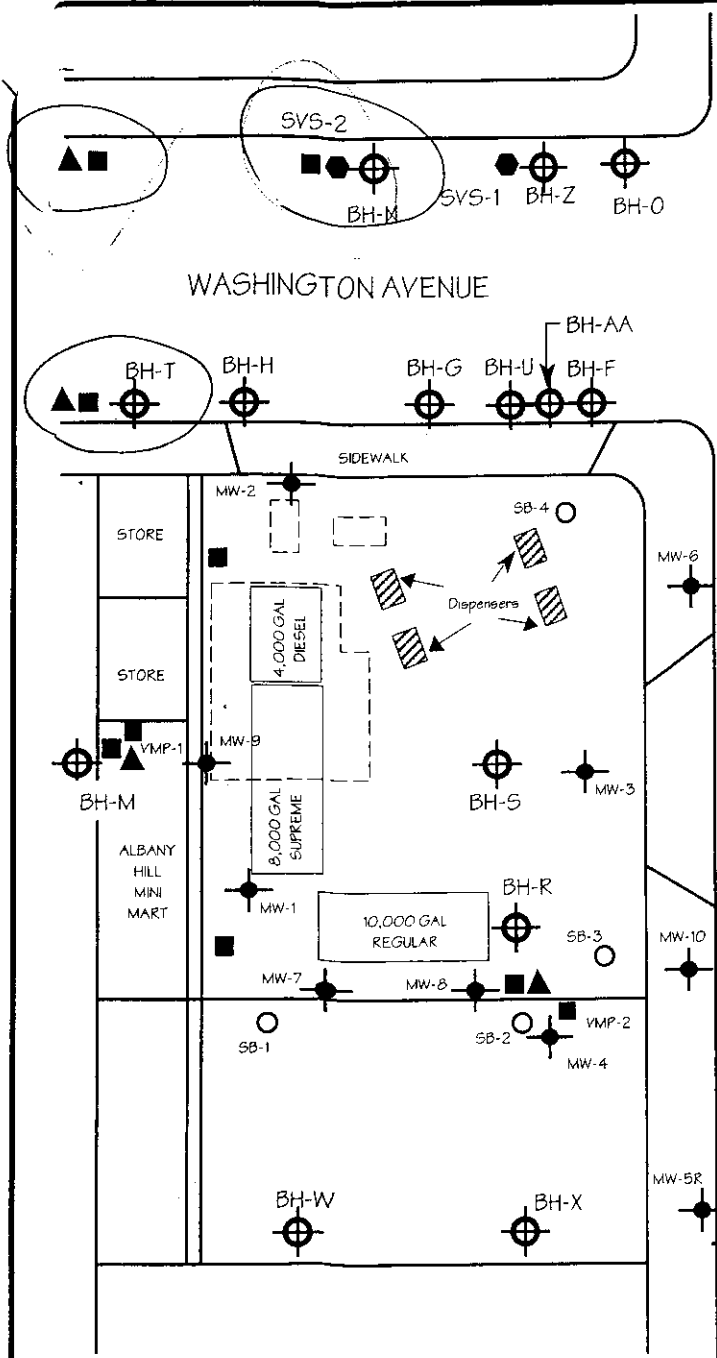 SVS-2
SVS-1
BH-Z
BH-O
WASHINGTON AVENUE
BH-AA
BH-T
BH-H
BH-G
BH-U
BH-F
SIDEWALK
MW-2
SB-4
STORE
MW-6
4,000 GAL
DIESEL
Dispensers
STORE
VMP-1
MW-9
BH-M
BH-S
MW-3
8,000 GAL
SUPREME
ALBANY
HILL
MINI
MART
MW-1
BH-R
10,000 GAL
REGULAR
SB-3
MW-10
MW-7
MW-8
SB-1
SB-2
VMP-2
MW-4
MW-5R
BH-W
BH-X